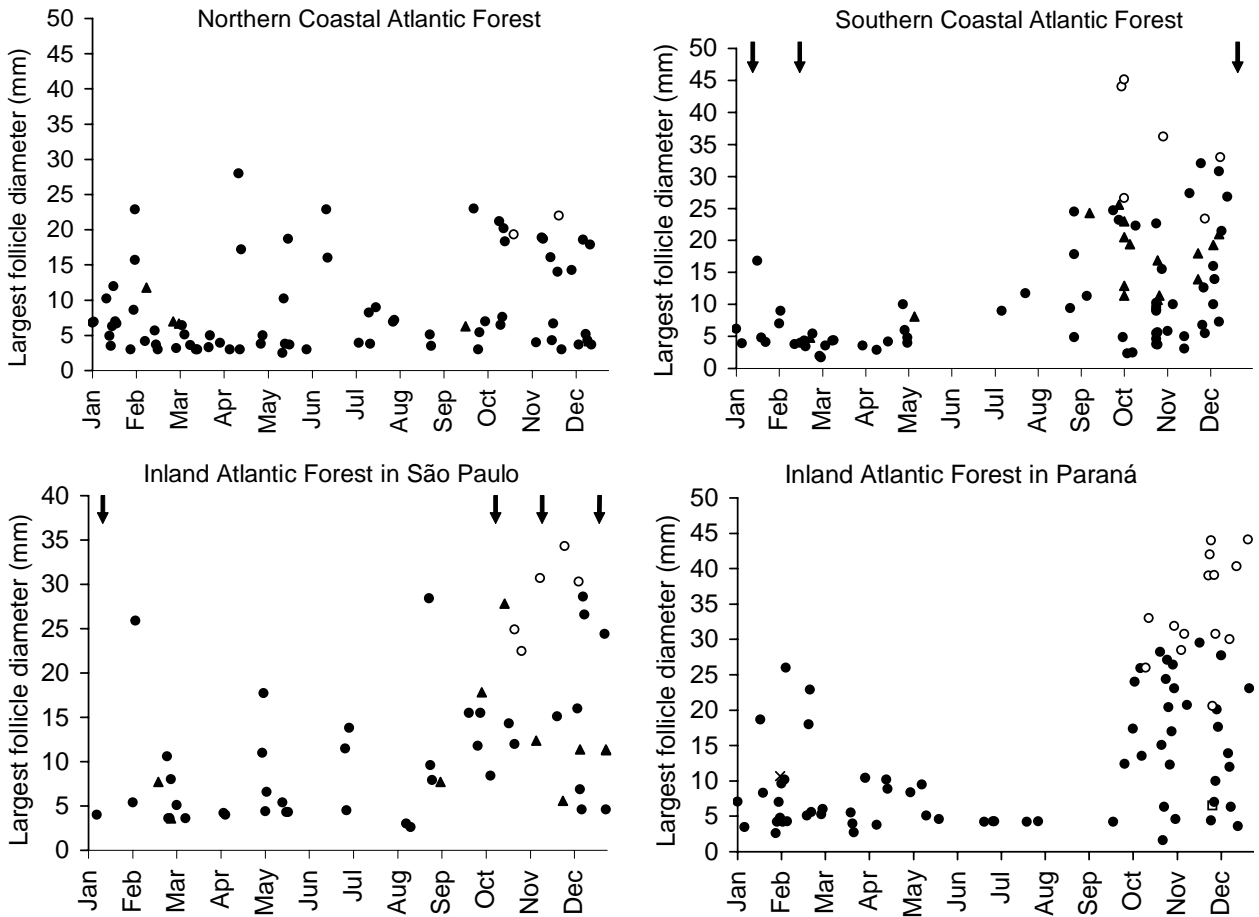 Northern Coastal Atlantic Forest
Largest follicle diameter (mm)
50
45
40
35
30
25
20
15
10
5
0
Jan
Feb
Mar
Apr
May
Jun
Jul
Aug
Sep
Oct
Nov
Dec
Southern Coastal Atlantic Forest
Largest follicle diameter (mm)
50
45
40
35
30
25
20
15
10
5
0
Jan
Feb
Mar
Apr
May
Jun
Jul
Aug
Sep
Oct
Nov
Dec
Inland Atlantic Forest in São Paulo
Largest follicle diameter (mm)
40
35
30
25
20
15
10
5
0
Jan
Feb
Mar
Apr
May
Jun
Jul
Aug
Sep
Oct
Nov
Dec
Inland Atlantic Forest in Paraná
Largest follicle diameter (mm)
50
45
40
35
30
25
20
15
10
5
0
Jan
Feb
Mar
Apr
May
Jun
Jul
Aug
Sep
Oct
Nov
Dec